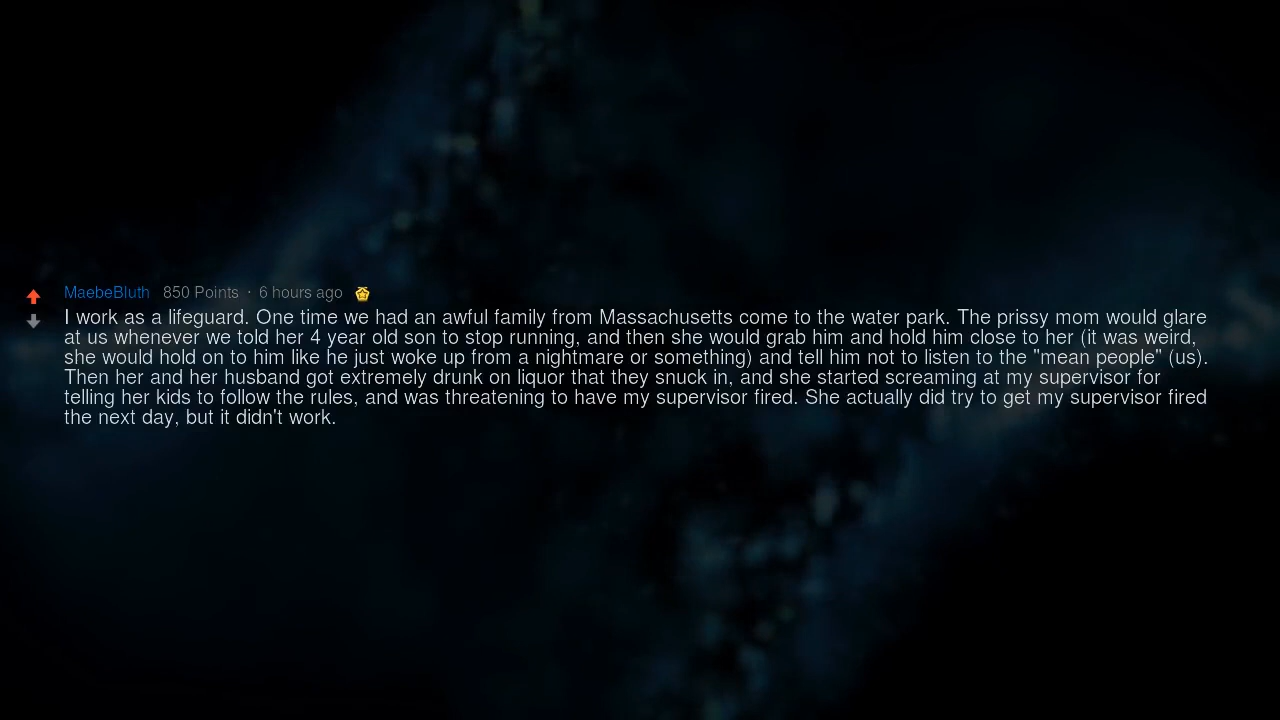 MaebeBluth 850 Points · 6 hours ago
I work as a lifeguard. One time we had an awful family from Massachusetts come to the water park. The prissy mom would glare
at us whenever we told her 4 year old son to stop running, and then she would grab him and hold him close to her (it was weird,
she would hold on to him like he just woke up from a nightmare or something) and tell him not to listen to the "mean people" (us).
Then her and her husband got extremely drunk on liquor that they snuck in, and she started screaming at my supervisor for
telling her kids to follow the rules, and was threatening to have my supervisor fired. She actually did try to get my supervisor fired
the next day, but it didn't work.